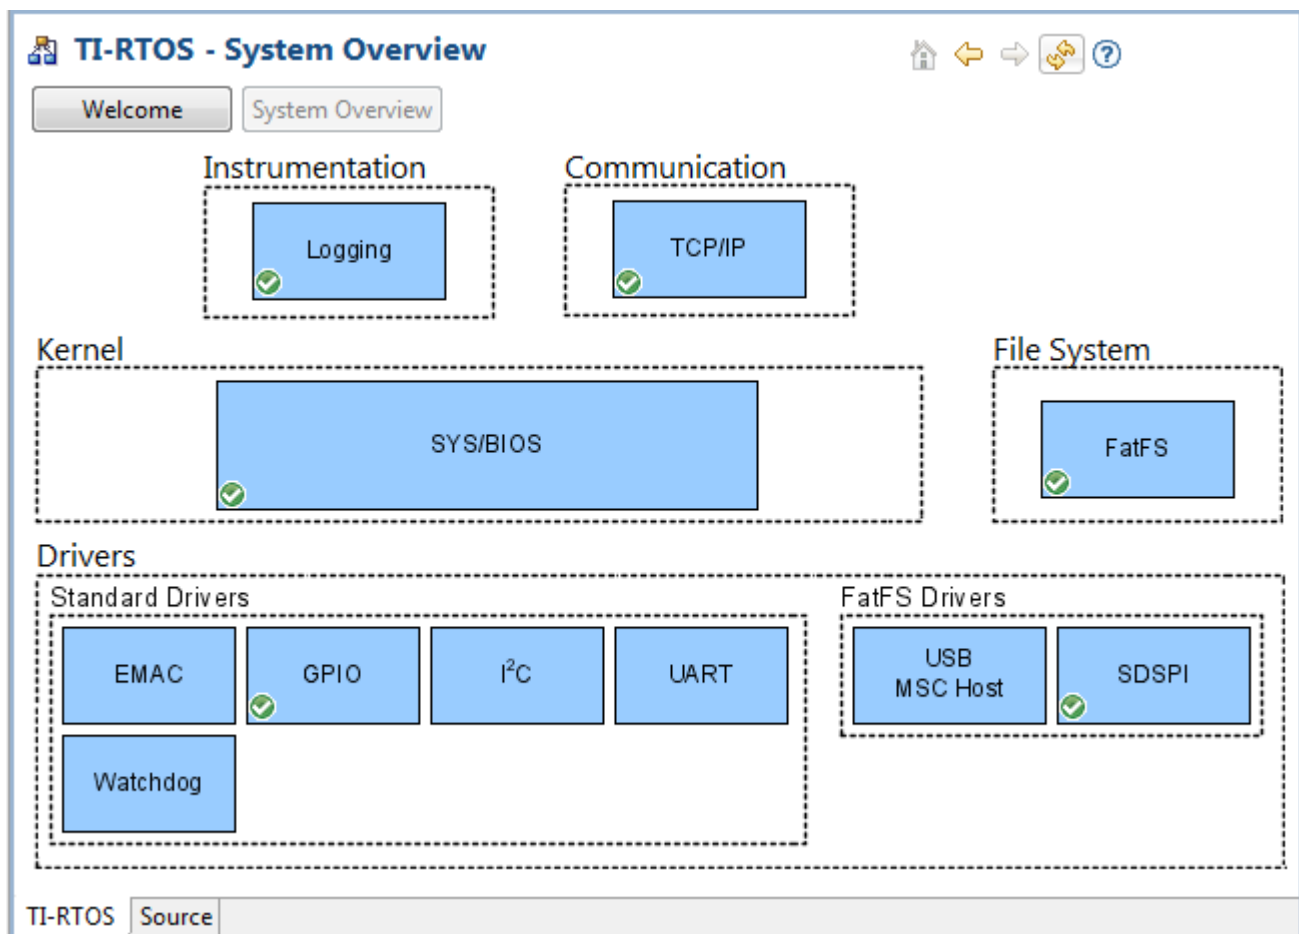 TI-RTOS - System Overview
Welcome
System Overview
Instrumentation
Communication
Logging
TCP/IP
Kernel
File System
SYS/BIOS
FatFS
Drivers
Standard Drivers
FatFS Drivers
EMAC
GPIO
I²C
UART
USB
MSC Host
SDSPI
Watchdog
TI-RTOS
Source